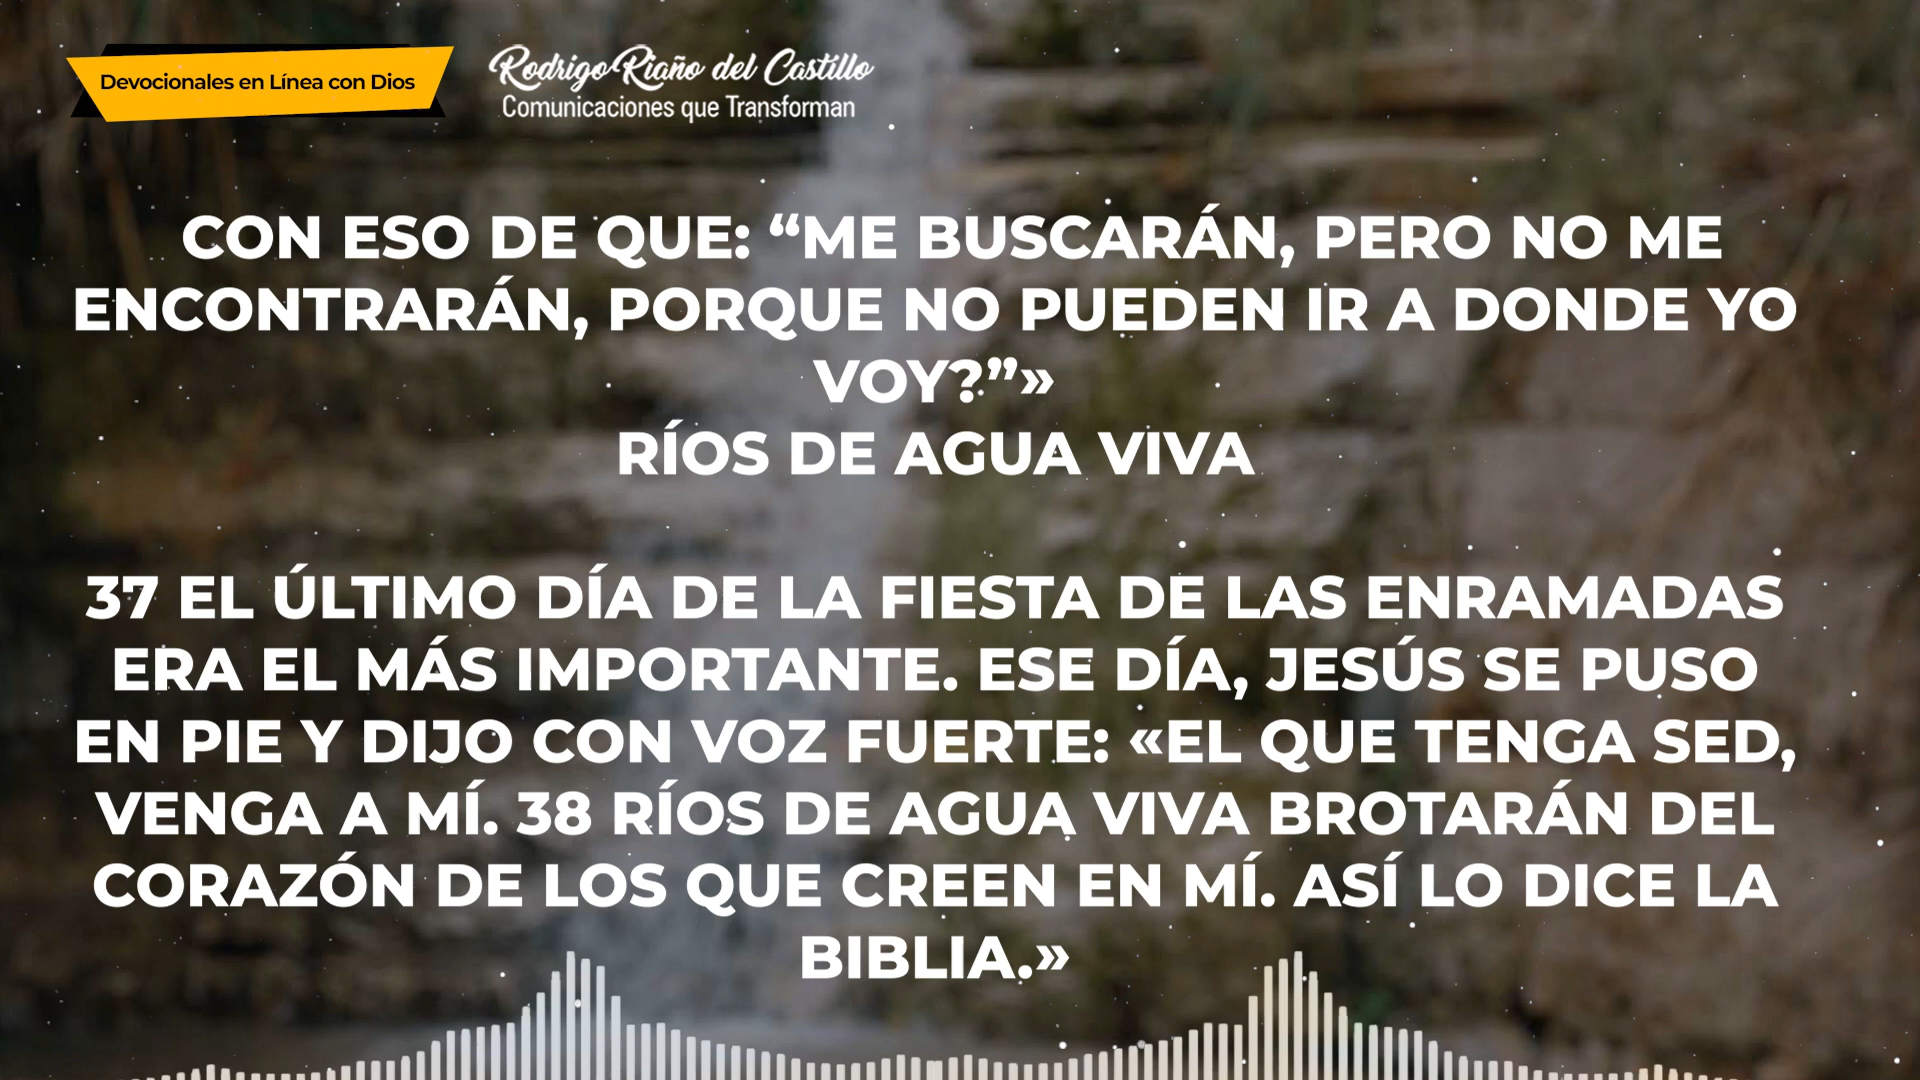 Devocionales en Línea con Dios
Rodrigo Riaño del Castillo
Comunicaciones que Transforman
CON ESO DE QUE: “ME BUSCARÁN, PERO NO ME
ENCONTRARÁN, PORQUE NO PUEDEN IR A DONDE YO
VOY?”»
RÍOS DE AGUA VIVA
37 EL ÚLTIMO DÍA DE LA FIESTA DE LAS ENRAMADAS
ERA EL MÁS IMPORTANTE. ESE DÍA, JESÚS SE PUSO
EN PIE Y DIJO CON VOZ FUERTE: «EL QUE TENGA SED,
VENGA A MÍ. 38 RÍOS DE AGUA VIVA BROTARÁN DEL
CORAZÓN DE LOS QUE CREEN EN MÍ. ASÍ LO DICE LA
BIBLIA.»